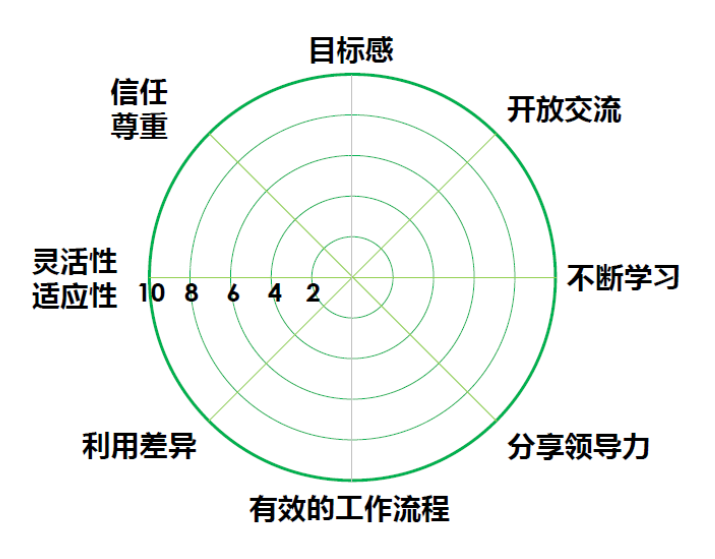 目标感
信任
尊重
开放交流
灵活性
适应性
10 8 6 4 2
不断学习
利用差异
分享领导力
有效的工作流程